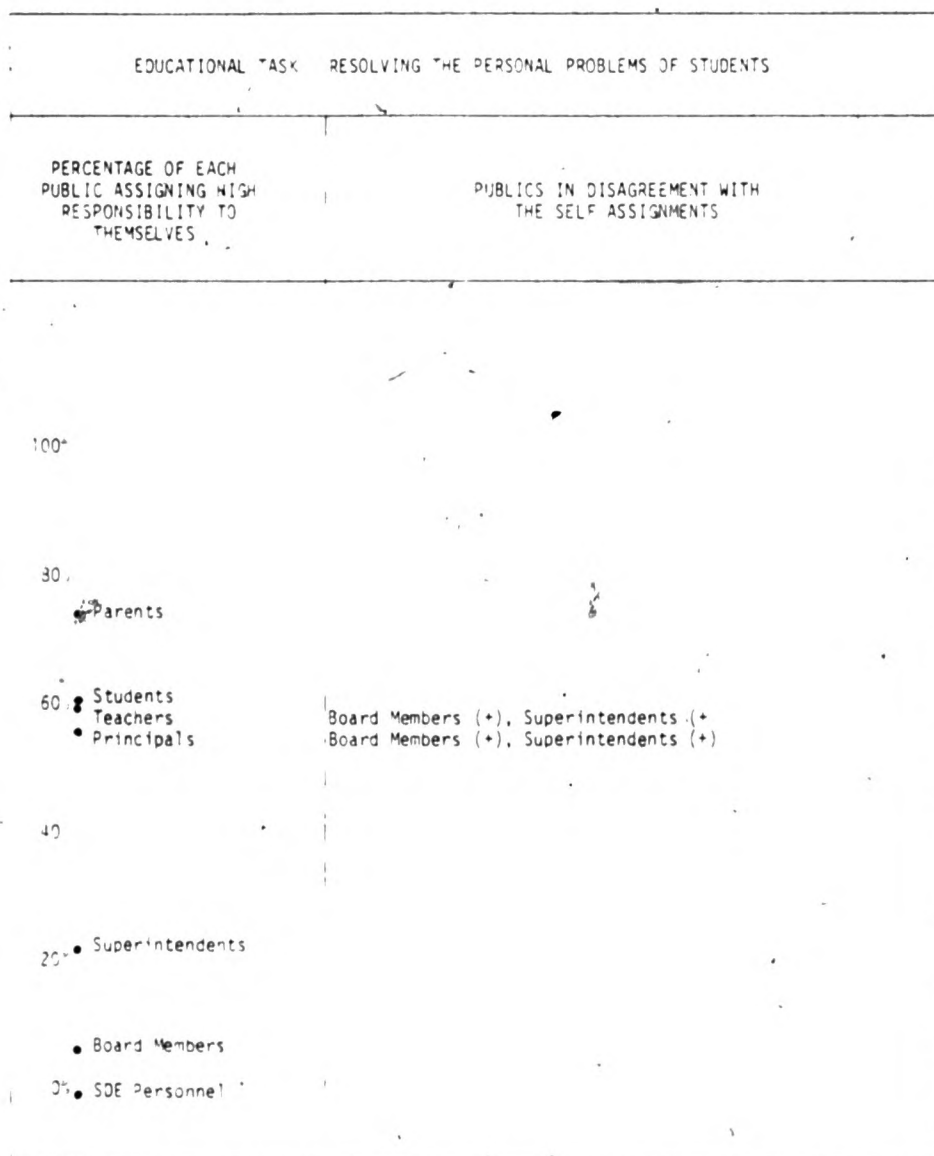 EDUCATIONAL TASK RESOLVING THE PERSONAL PROBLEMS OF STUDENTS
PERCENTAGE OF EACH
PUBLIC ASSIGNING HIGH
RESPONSIBILITY TO
THEMSELVES
PUBLICS IN DISAGREEMENT WITH
THE SELF ASSIGNMENTS
100%
80
Parents
60
Students
Teachers Board Members (+), Superintendents (+
Principals Board Members (+), Superintendents (+)
40
20%
Superintendents
Board Members
0%
SDE Personnel